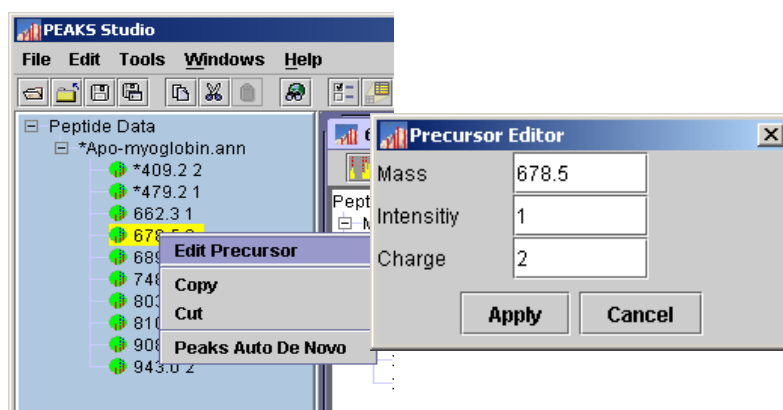 PEAKS Studio
File Edit Tools Windows Help
Peptide Data
*Apo-myoglobin.ann
*409.2 2
*479.2 1
662.3 1
943.0 2
Edit Precursor
Copy
Cut
Peaks Auto De Novo
Precursor Editor
Mass 678.5
Intensitiy 1
Charge 2
Apply Cancel